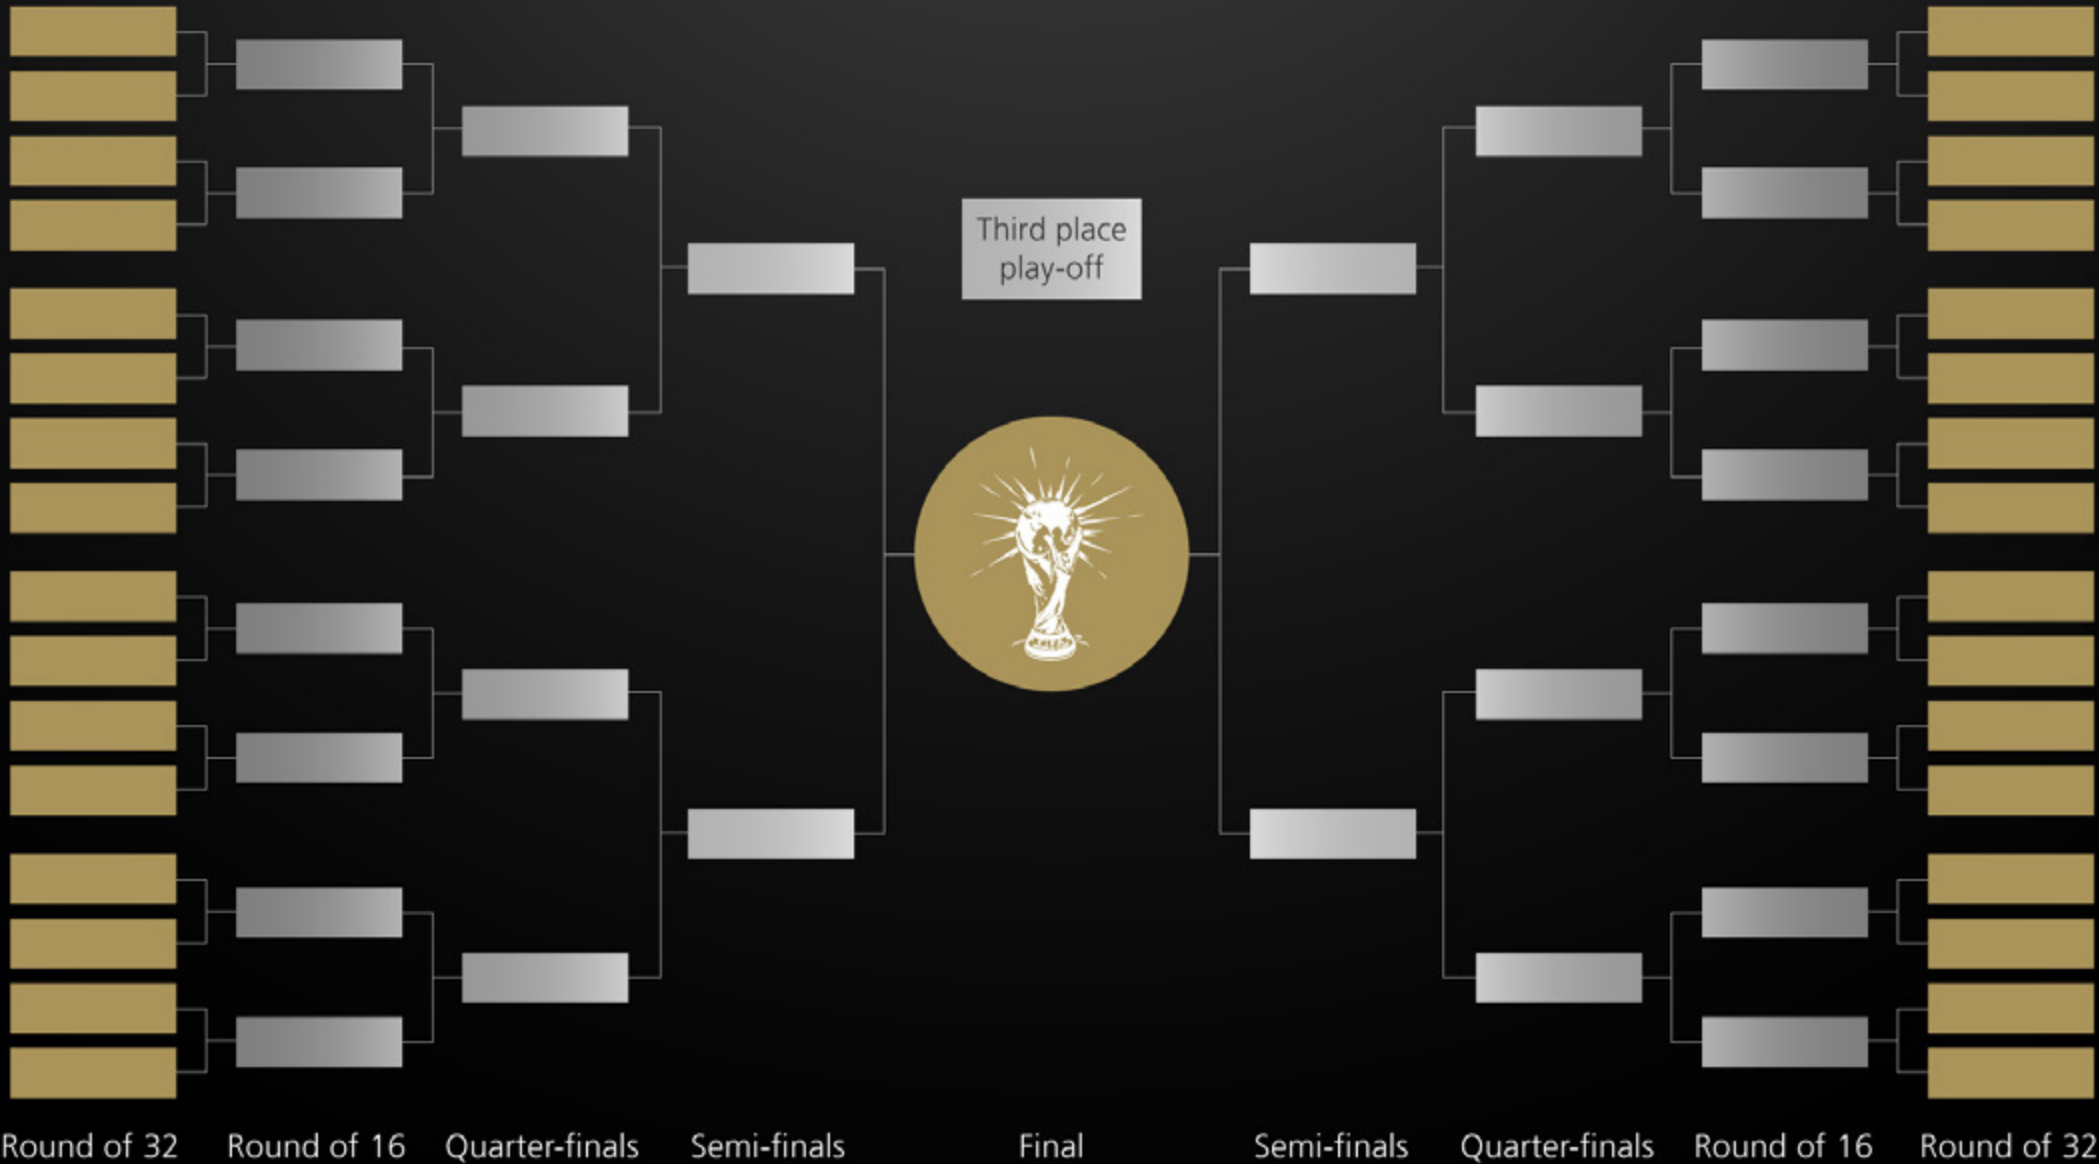 Third place
play-off
Round of 32
Round of 16
Quarter-finals
Semi-finals
Final
Semi-finals
Quarter-finals
Round of 16
Round of 32